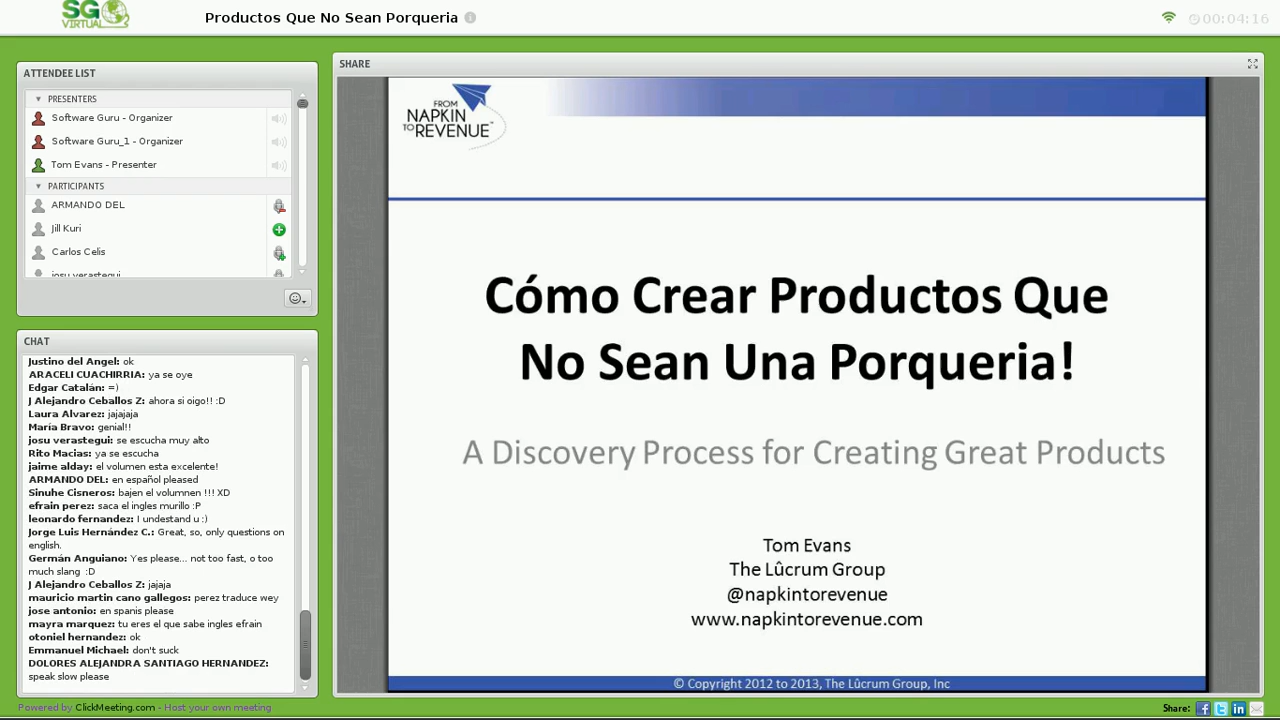 SG
VIRTUAL
Productos Que No Sean Porqueria
00:04:16
ATTENDEE LIST
PRESENTERS
Software Guru - Organizer
Software Guru_1 - Organizer
Tom Evans - Presenter
PARTICIPANTS
ARMANDO DEL
Jill Kuri
Carlos Celis
josu verastegui
CHAT
Justino del Angel: ok
ARACELI CUACHIRRIA: ya se oye
Edgar Catalán: =)
J Alejandro Ceballos Z: ahora si oigo!! :D
Laura Alvarez: jajajaja
María Bravo: genial!!
josu verastegui: se escucha muy alto
Rito Macias: ya se escucha
jaime alday: el volumen esta excelente!
ARMANDO DEL: en español pleased
Sinuhe Cisneros: bajen el volumnen !!! XD
efrain perez: saca el ingles murillo :P
leonardo fernandez: I undestand u :)
Jorge Luis Hernández C.: Great, so, only questions on
english.
Germán Anguiano: Yes please... not too fast, o too
much slang :D
J Alejandro Ceballos Z: jajaja
mauricio martin cano gallegos: perez traduce wey
jose antonio: en spanis please
mayra marquez: tu eres el que sabe ingles efrain
otoniel hernandez: ok
Emmanuel Michael: don't suck
DOLORES ALEJANDRA SANTIAGO HERNANDEZ:
speak slow please
Powered by ClickMeeting.com - Host your own meeting
SHARE
FROM
NAPKIN
TO REVENUE™
Cómo Crear Productos Que
No Sean Una Porqueria!
A Discovery Process for Creating Great Products
Tom Evans
The Lûcrum Group
@napkintorevenue
www.napkintorevenue.com
© Copyright 2012 to 2013, The Lûcrum Group, Inc
Share: